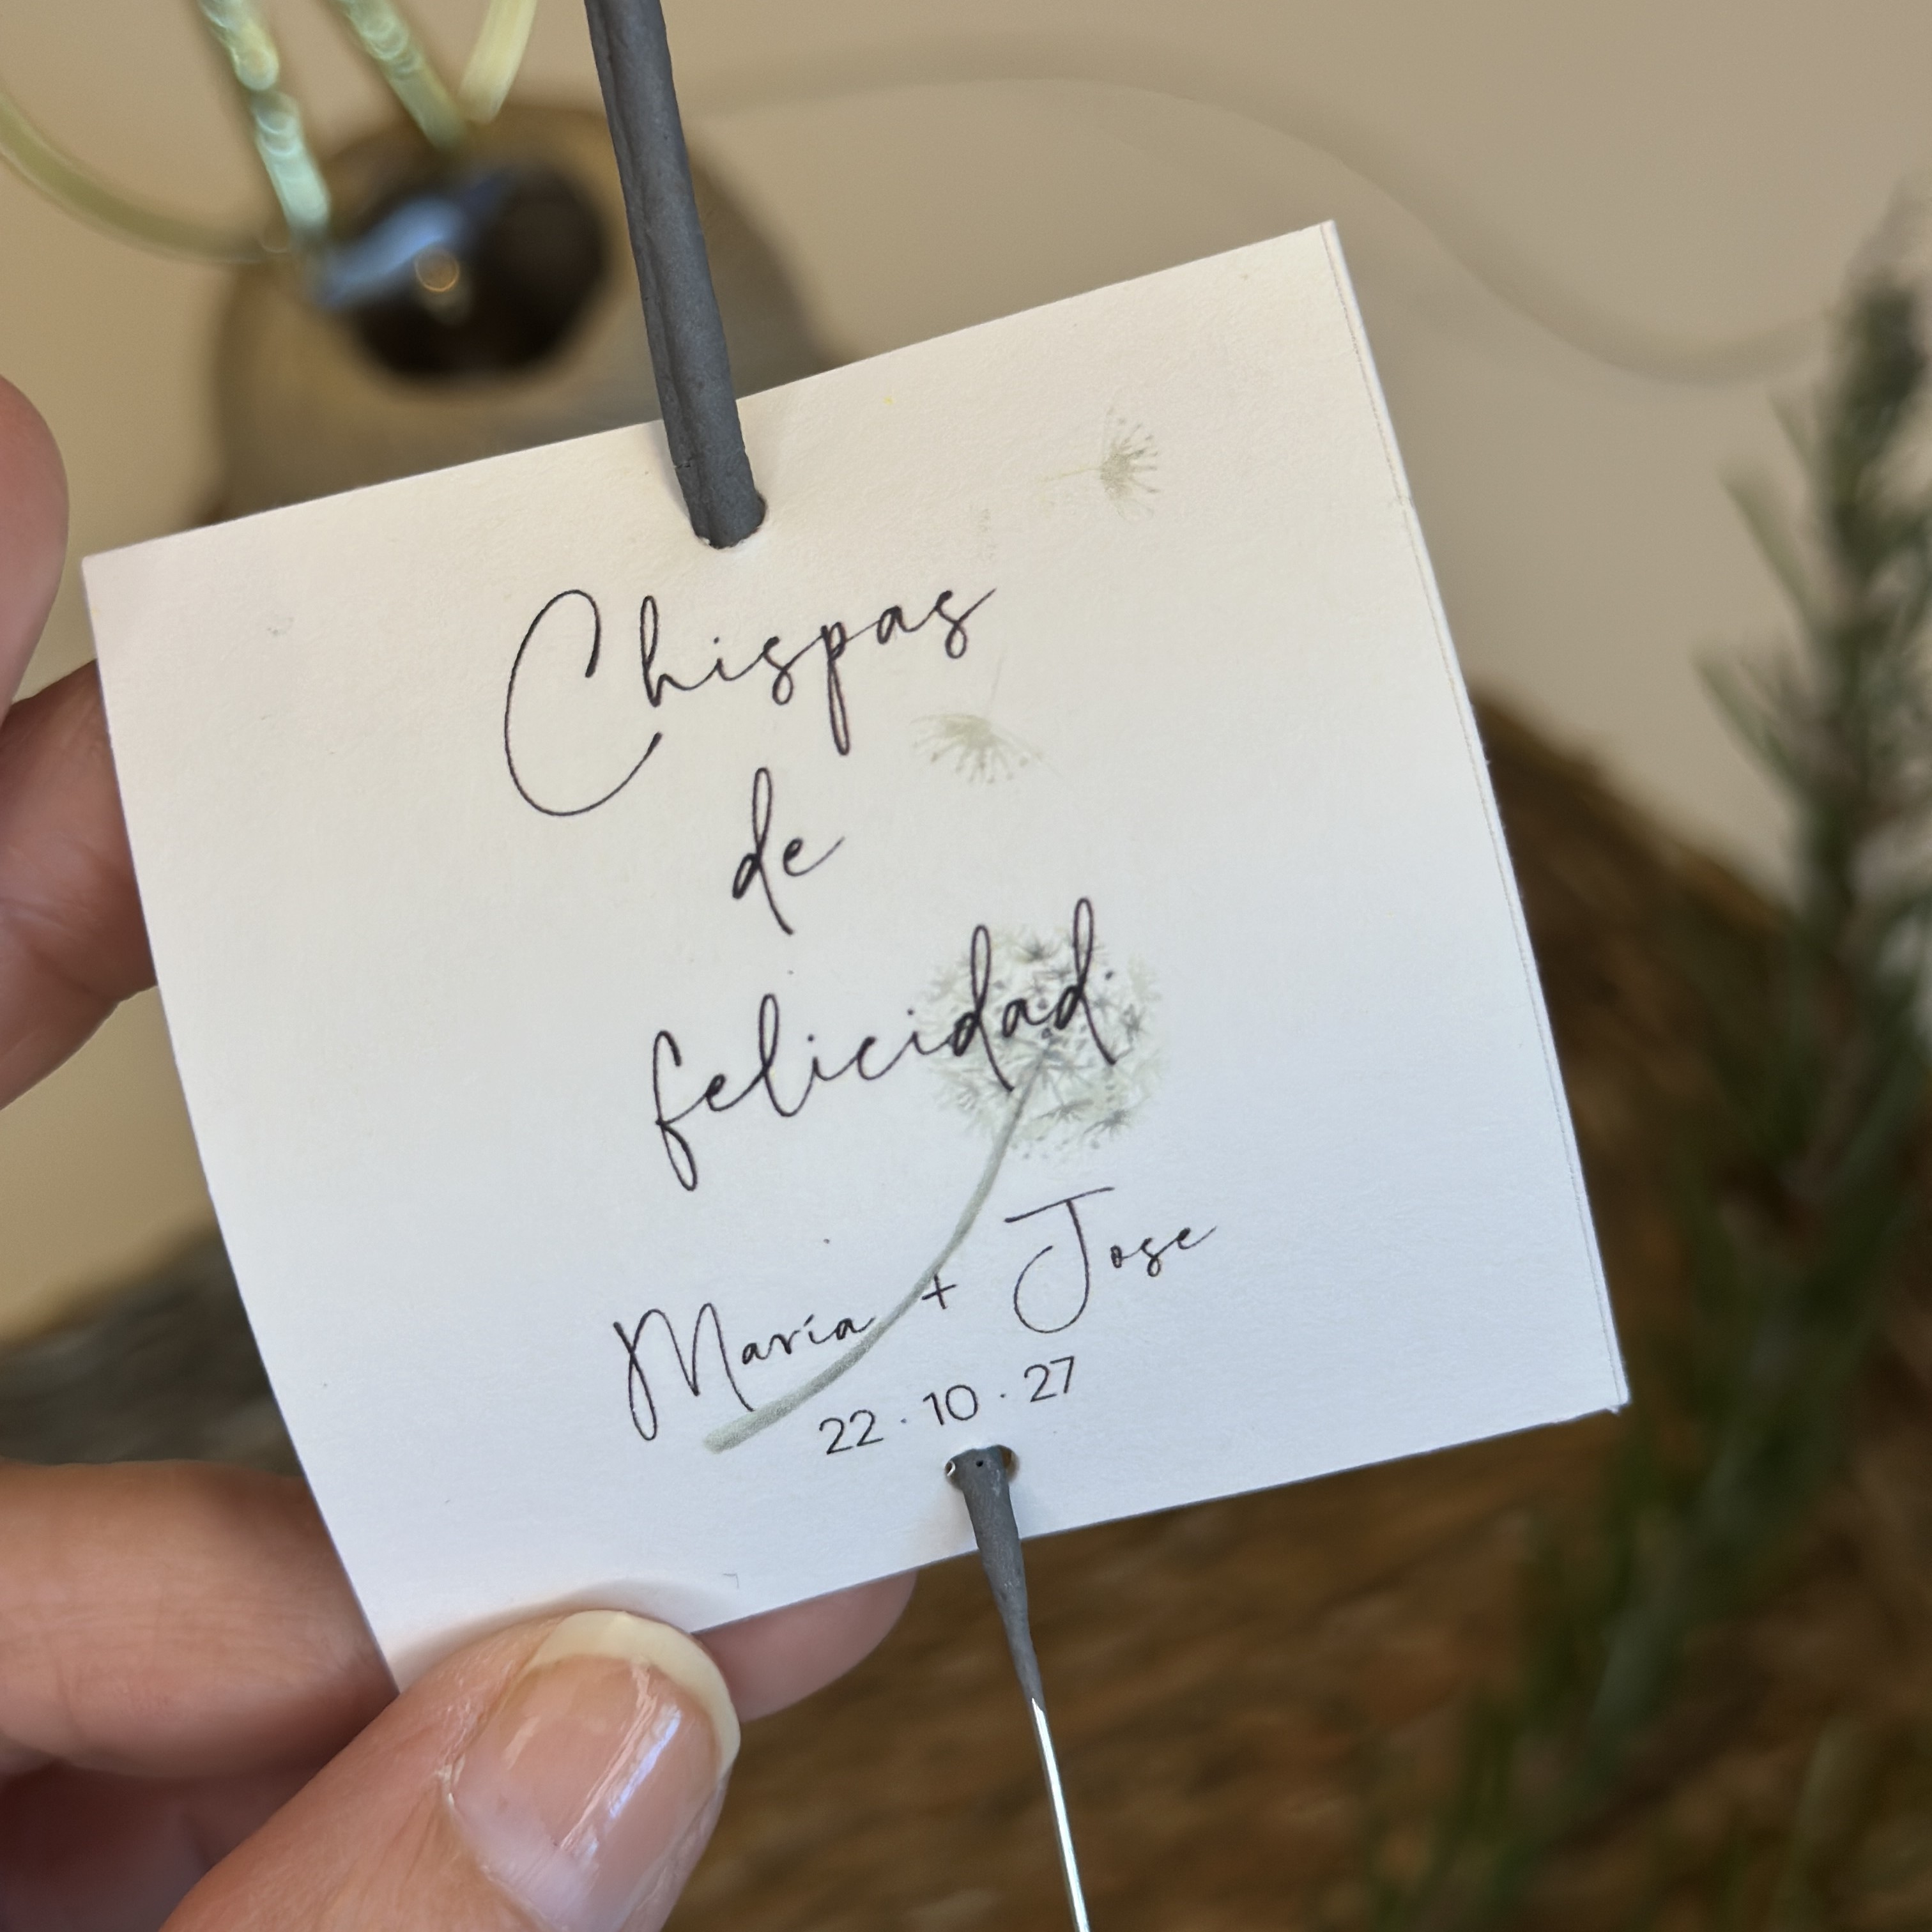 Chispas
de
felicidad
María + Jose
22 · 10 · 27